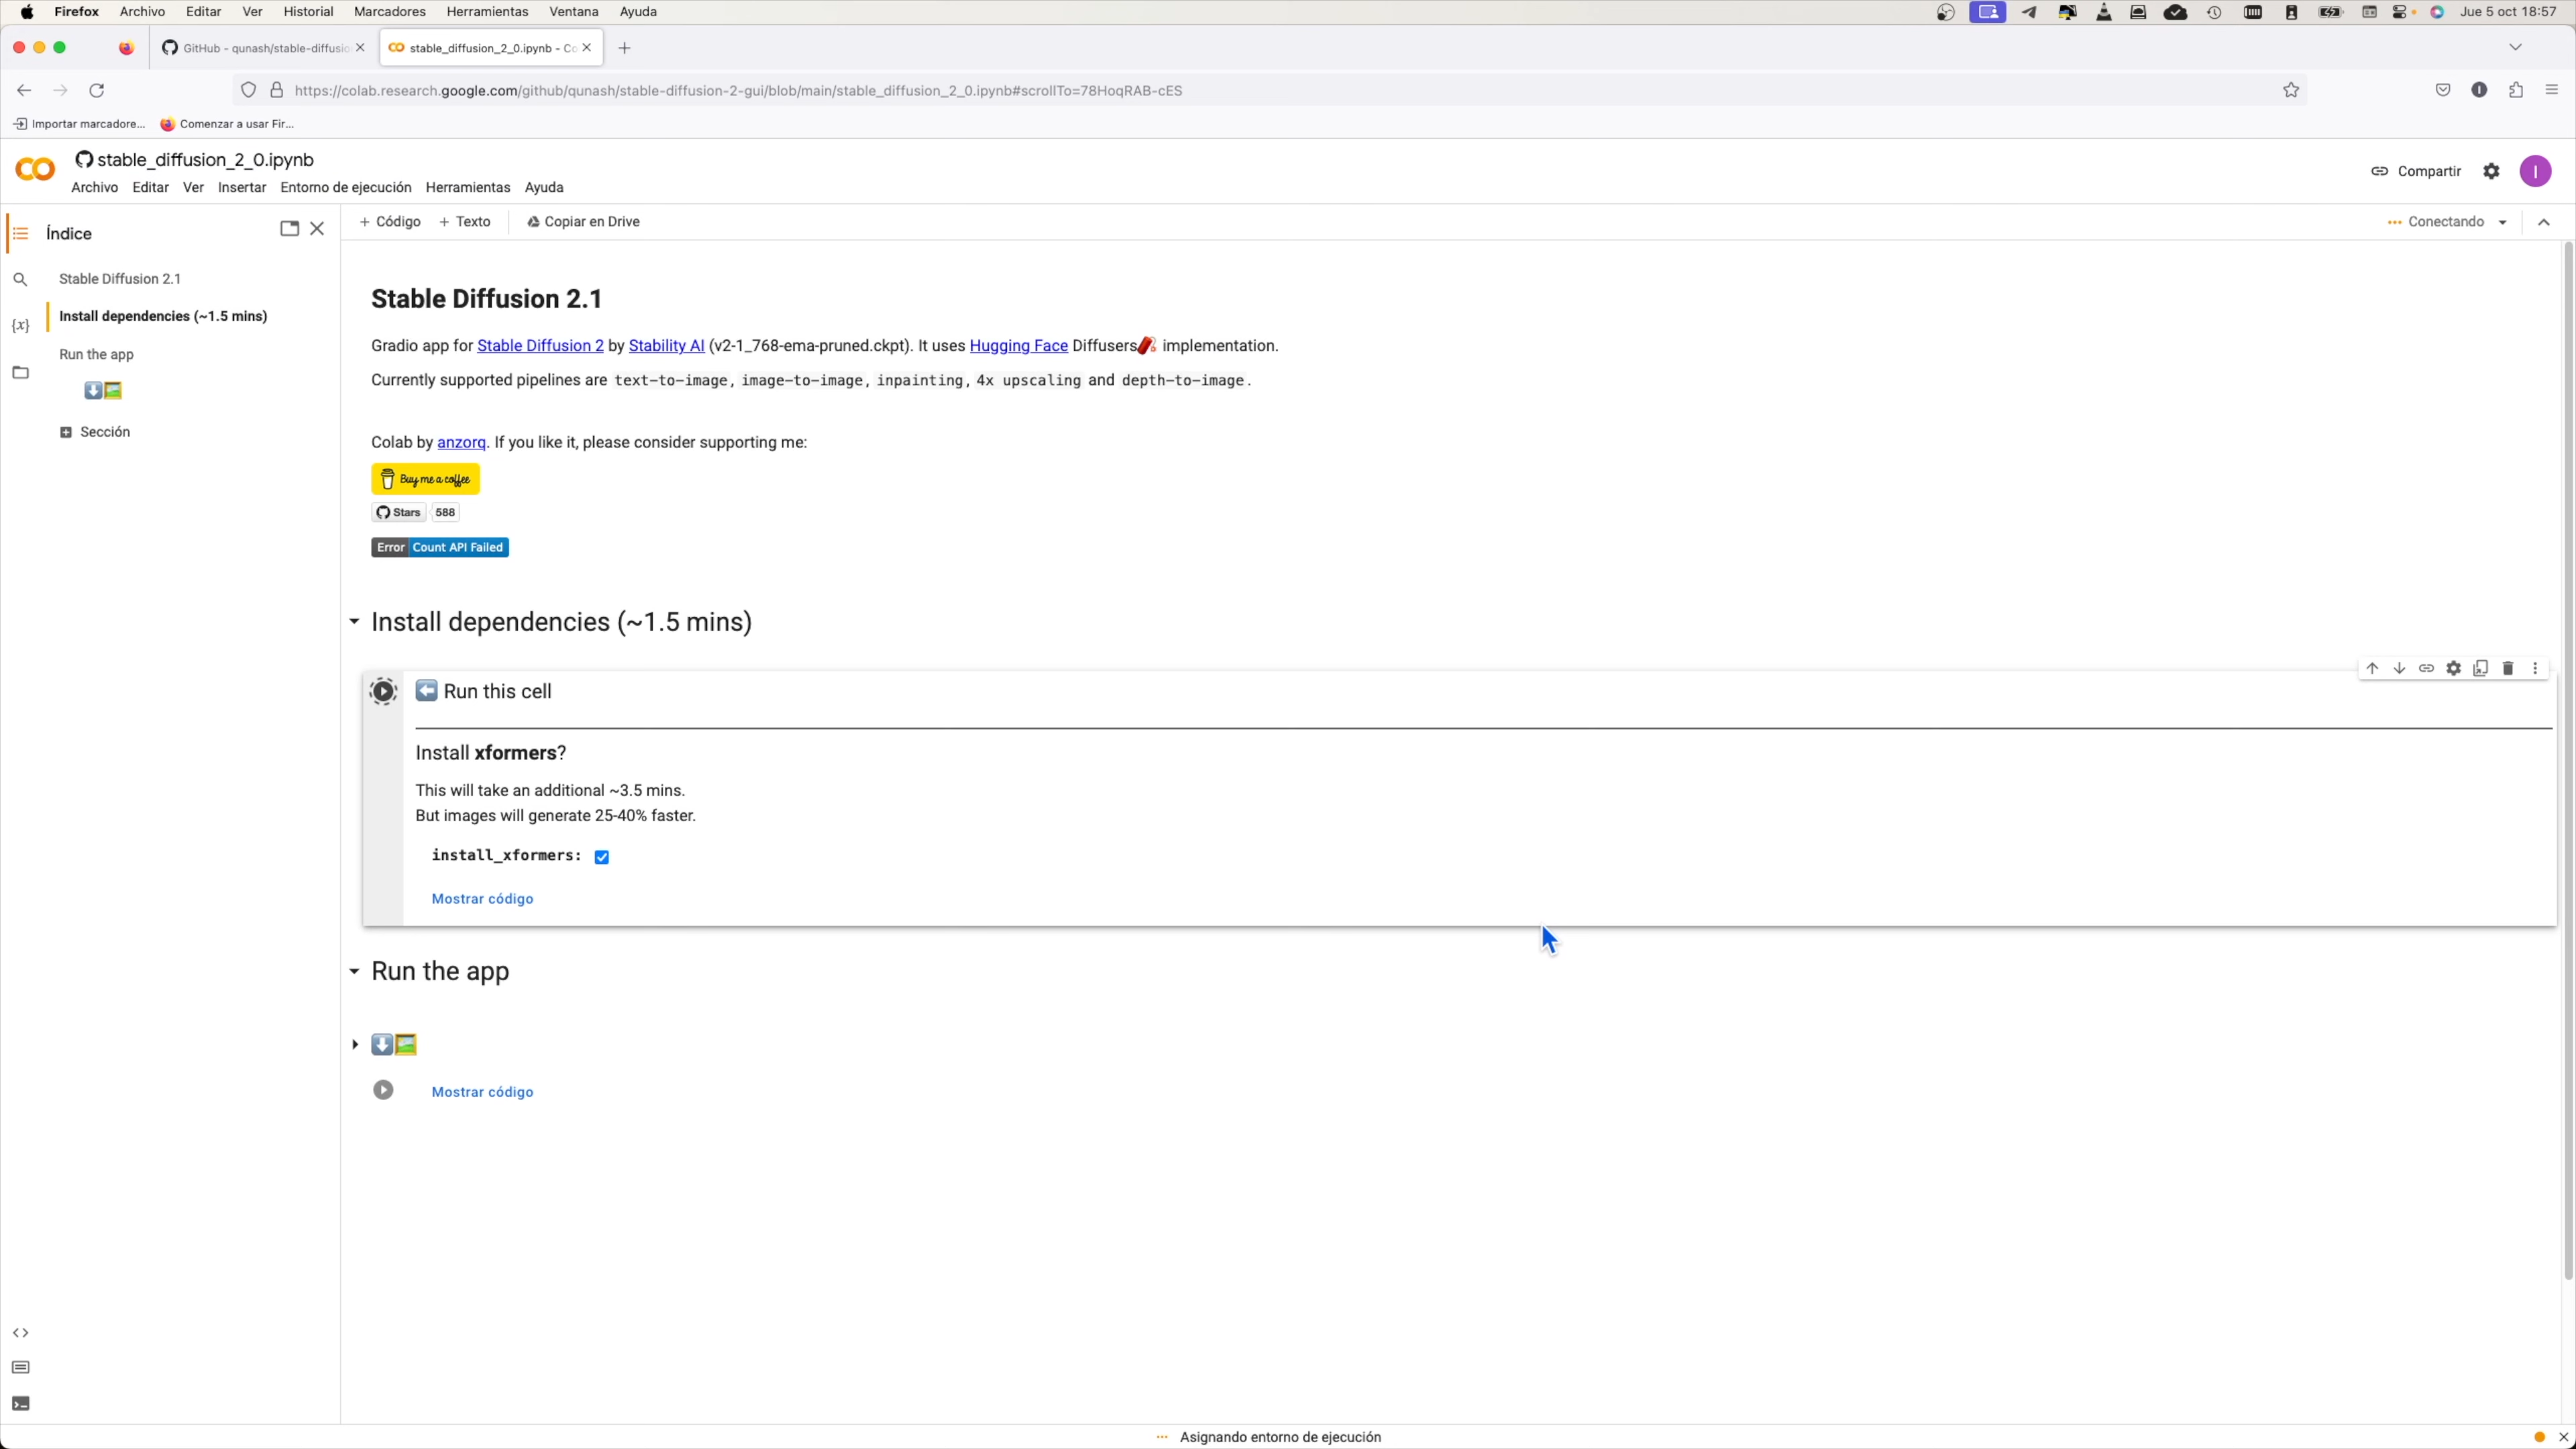 Firefox Archivo Editar Ver Historial Marcadores Herramientas Ventana Ayuda Jue 5 oct 18:57
GitHub - qunash/stable-diffusio stable_diffusion_2_0.ipynb - Co
https://colab.research.google.com/github/qunash/stable-diffusion-2-gui/blob/main/stable_diffusion_2_0.ipynb#scrollTo=78HoqRAB-cES
Importar marcadore... Comenzar a usar Fir...
stable_diffusion_2_0.ipynb
Archivo Editar Ver Insertar Entorno de ejecución Herramientas Ayuda
Compartir
I
Índice
+ Código + Texto Copiar en Drive
Conectando
Stable Diffusion 2.1
Install dependencies (~1.5 mins)
Run the app
Sección
Stable Diffusion 2.1
Gradio app for Stable Diffusion 2 by Stability AI (v2-1_768-ema-pruned.ckpt). It uses Hugging Face Diffusers🧨 implementation.
Currently supported pipelines are text-to-image, image-to-image, inpainting, 4x upscaling and depth-to-image.
Colab by anzorq. If you like it, please consider supporting me:
Buy me a coffee
Stars 588
Error Count API Failed
Install dependencies (~1.5 mins)
Run this cell
Install xformers?
This will take an additional ~3.5 mins.
But images will generate 25-40% faster.
install_xformers:
Mostrar código
Run the app
Mostrar código
Asignando entorno de ejecución